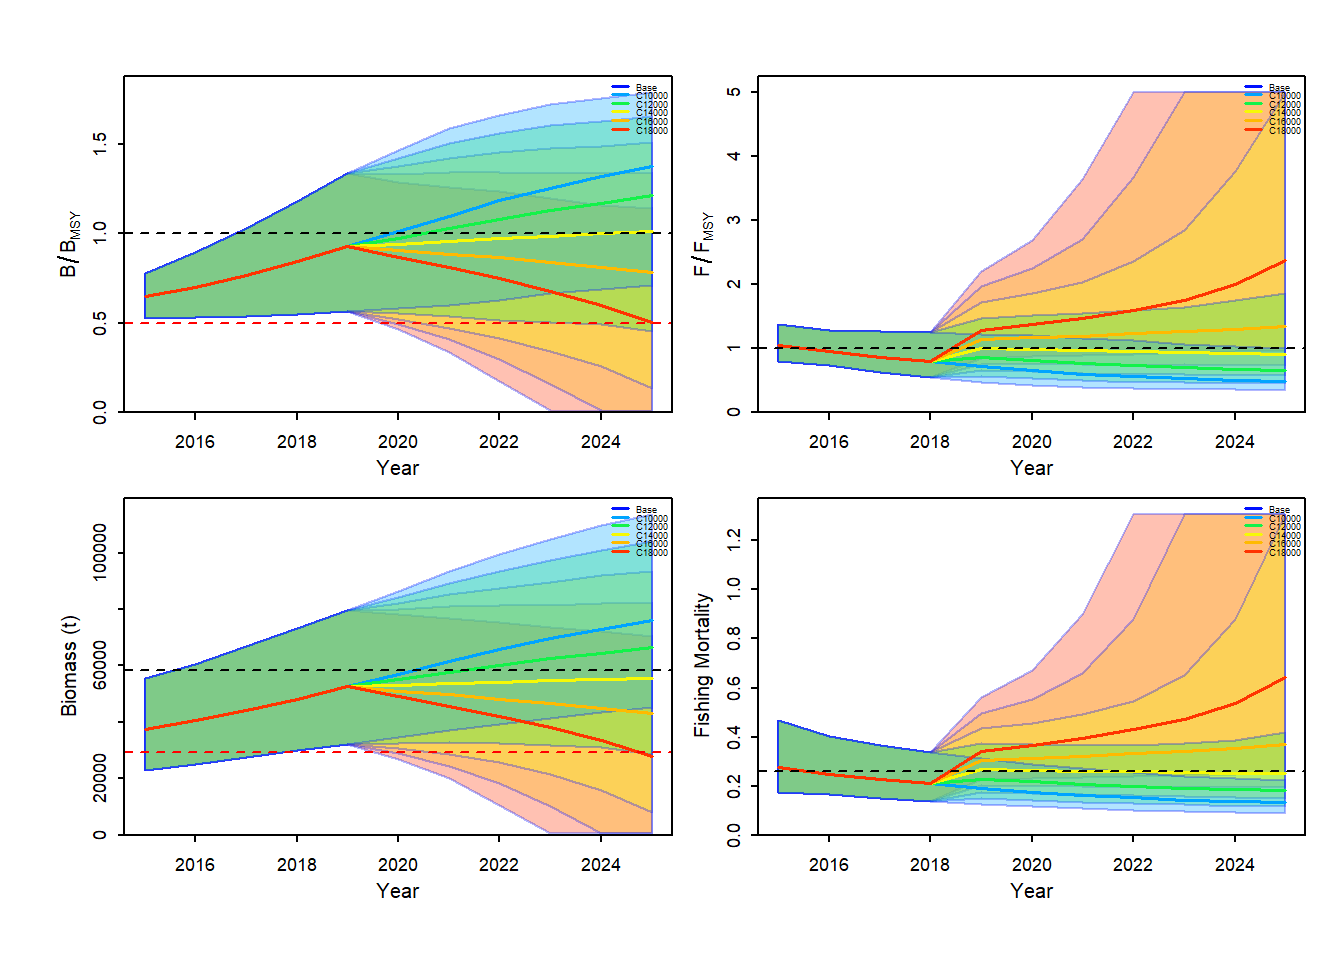 B/BMSY
0.0
0.5
1.0
1.5
2016
2018
2020
2022
2024
Year
Base
C10000
C12000
C14000
C16000
C18000
F/FMSY
0
1
2
3
4
5
2016
2018
2020
2022
2024
Year
Base
C10000
C12000
C14000
C16000
C18000
Biomass (t)
0
20000
60000
100000
2016
2018
2020
2022
2024
Year
Base
C10000
C12000
C14000
C16000
C18000
Fishing Mortality
0.0
0.2
0.4
0.6
0.8
1.0
1.2
2016
2018
2020
2022
2024
Year
Base
C10000
C12000
C14000
C16000
C18000